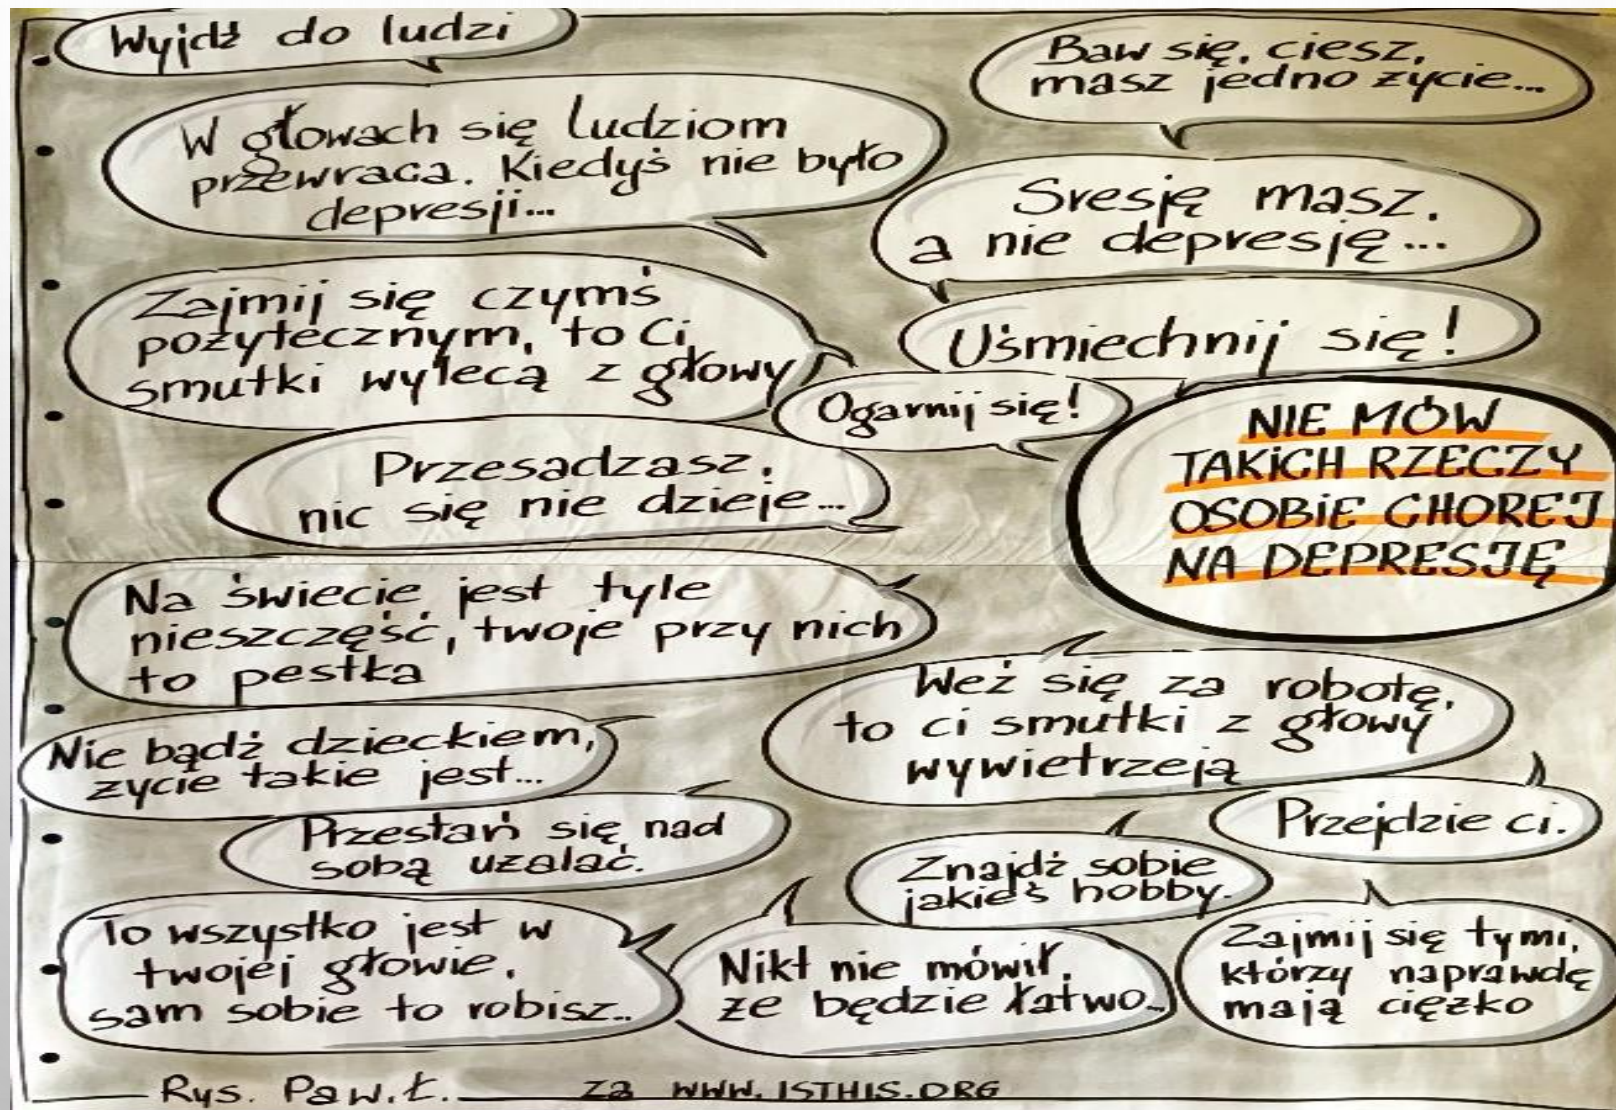 Wyjdź do ludzi
Baw się, ciesz,
masz jedno życie...
W głowach się ludziom
przewraca. Kiedyś nie było
depresji...
Sresję masz,
a nie depresję...
Zajmij się czymś
pożytecznym, to Ci
smutki wylecą z głowy
Uśmiechnij się!
Ogarnij się!
NIE MÓW
TAKICH RZECZY
OSOBIE CHOREJ
NA DEPRESJĘ
Przesadzasz,
nic się nie dzieje...
Na świecie jest tyle
nieszczęść, twoje przy nich
to pestka
Weź się za robotę,
to ci smutki z głowy
wywietrzeją
Nie bądź dzieckiem,
życie takie jest...
Przejdzie ci.
Przestań się nad
sobą użalać.
Znajdź sobie
jakieś hobby.
To wszystko jest w
twojej głowie,
sam sobie to robisz...
Nikt nie mówił,
że będzie łatwo...
Zajmij się tymi,
którzy naprawdę
mają ciężko
Rys. Paw.Ł. za WWW.ISTHIS.ORG